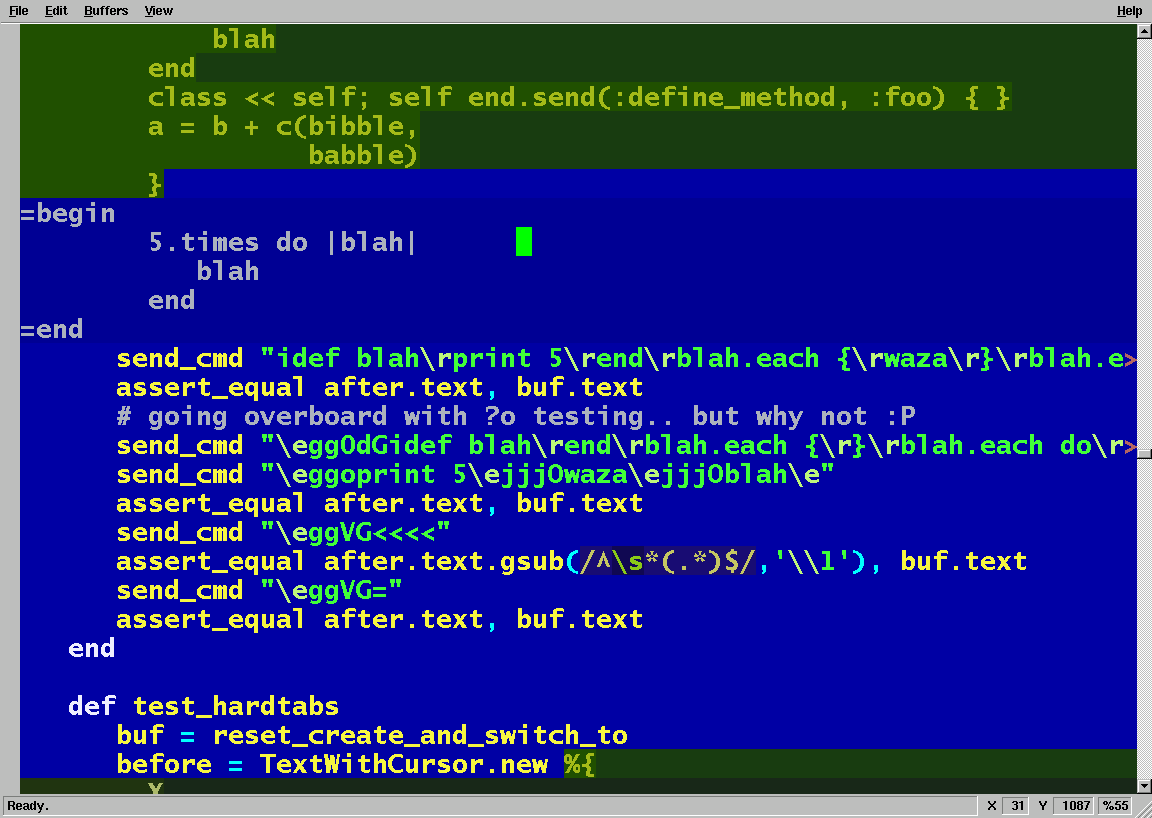 File Edit Buffers View Help
            blah
        end
        class << self; self end.send(:define_method, :foo) { }
        a = b + c(bibble,
                  babble)
        }
=begin
        5.times do |blah|
           blah
        end
=end
      send_cmd "idef blah\rprint 5\rend\rblah.each {\rwaza\r}\rblah.e>
      assert_equal after.text, buf.text
      # going overboard with ?o testing.. but why not :P
      send_cmd "\eggOdGidef blah\rend\rblah.each {\r}\rblah.each do\r>
      send_cmd "\eggoprint 5\ejjjOwaza\ejjjOblah\e"
      assert_equal after.text, buf.text
      send_cmd "\eggVG<<<<"
      assert_equal after.text.gsub(/^\s*(.*)$/,'\\1'), buf.text
      send_cmd "\eggVG="
      assert_equal after.text, buf.text
   end
   def test_hardtabs
      buf = reset_create_and_switch_to
      before = TextWithCursor.new %{
Ready. X 31 Y 1087 %55